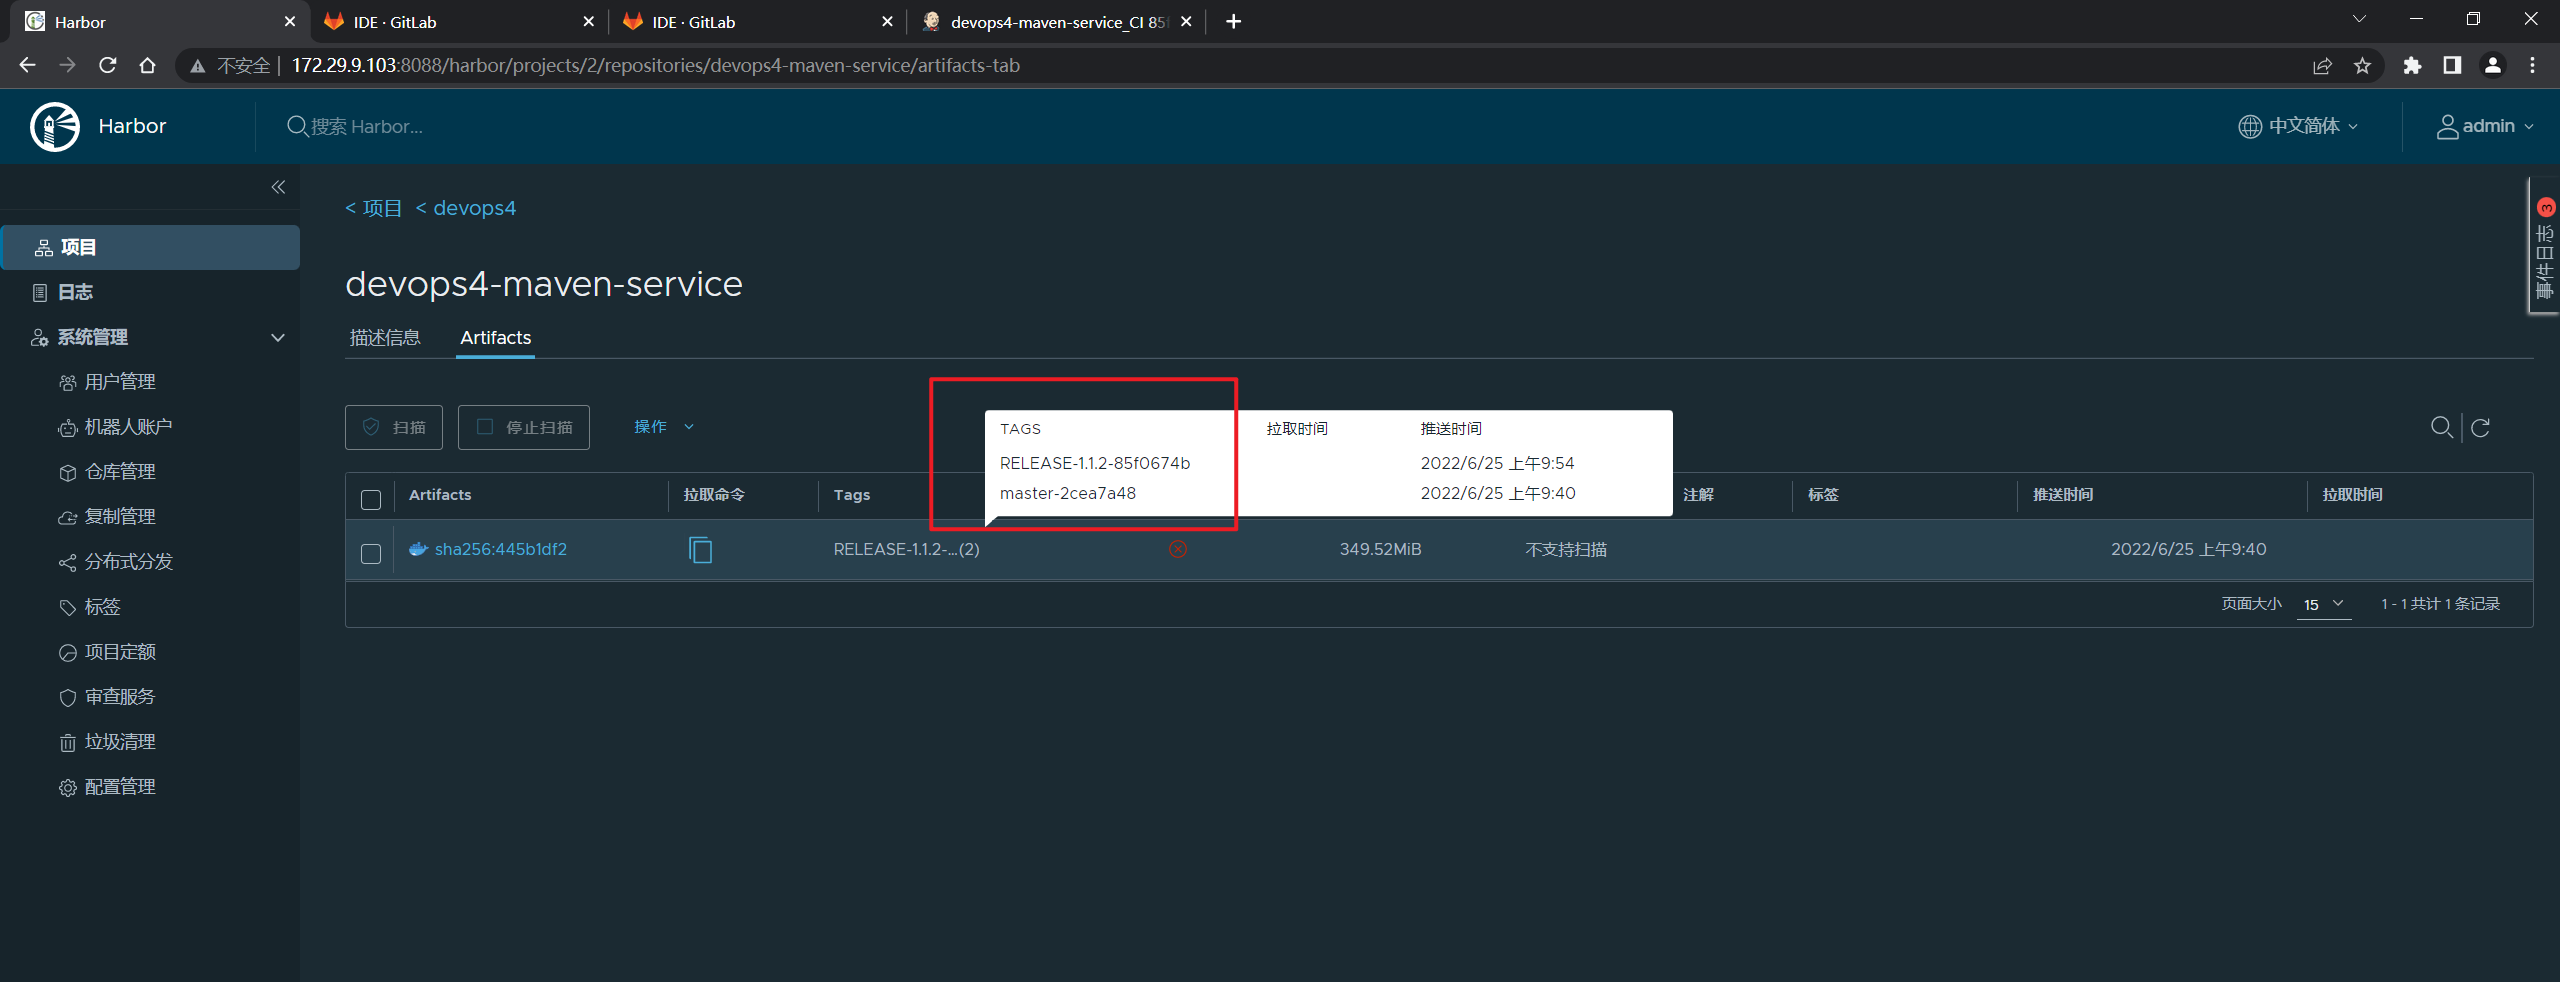 Harbor
IDE · GitLab
IDE · GitLab
devops4-maven-service_CI 85
不安全
172.29.9.103:8088/harbor/projects/2/repositories/devops4-maven-service/artifacts-tab
Harbor
搜索 Harbor...
中文简体
admin
项目
日志
系统管理
用户管理
机器人账户
仓库管理
复制管理
分布式分发
标签
项目定额
审查服务
垃圾清理
配置管理
< 项目 < devops4
devops4-maven-service
描述信息 Artifacts
扫描 停止扫描 操作
TAGS 拉取时间 推送时间
RELEASE-1.1.2-85f0674b 2022/6/25 上午9:54
master-2cea7a48 2022/6/25 上午9:40
Artifacts 拉取命令 Tags 注解 标签 推送时间 拉取时间
sha256:445b1df2 RELEASE-1.1.2-...(2) 349.52MiB 不支持扫描 2022/6/25 上午9:40
页面大小 15 1 - 1 共计 1 条记录
事件日志 3